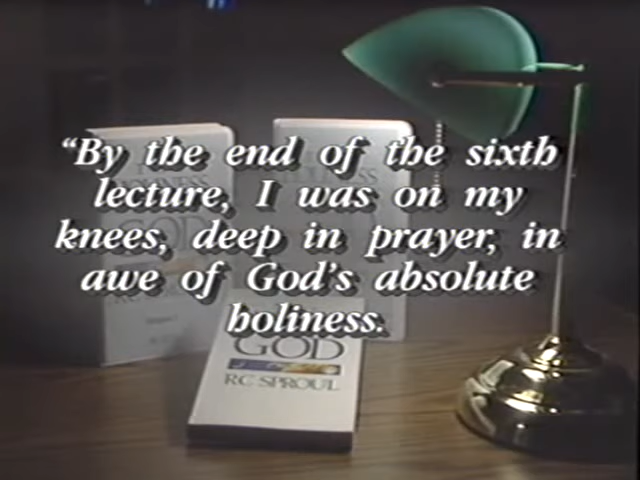 “By the end of the sixth
lecture, I was on my
knees, deep in prayer, in
awe of God's absolute
holiness.
GOD
R.C. SPROUL